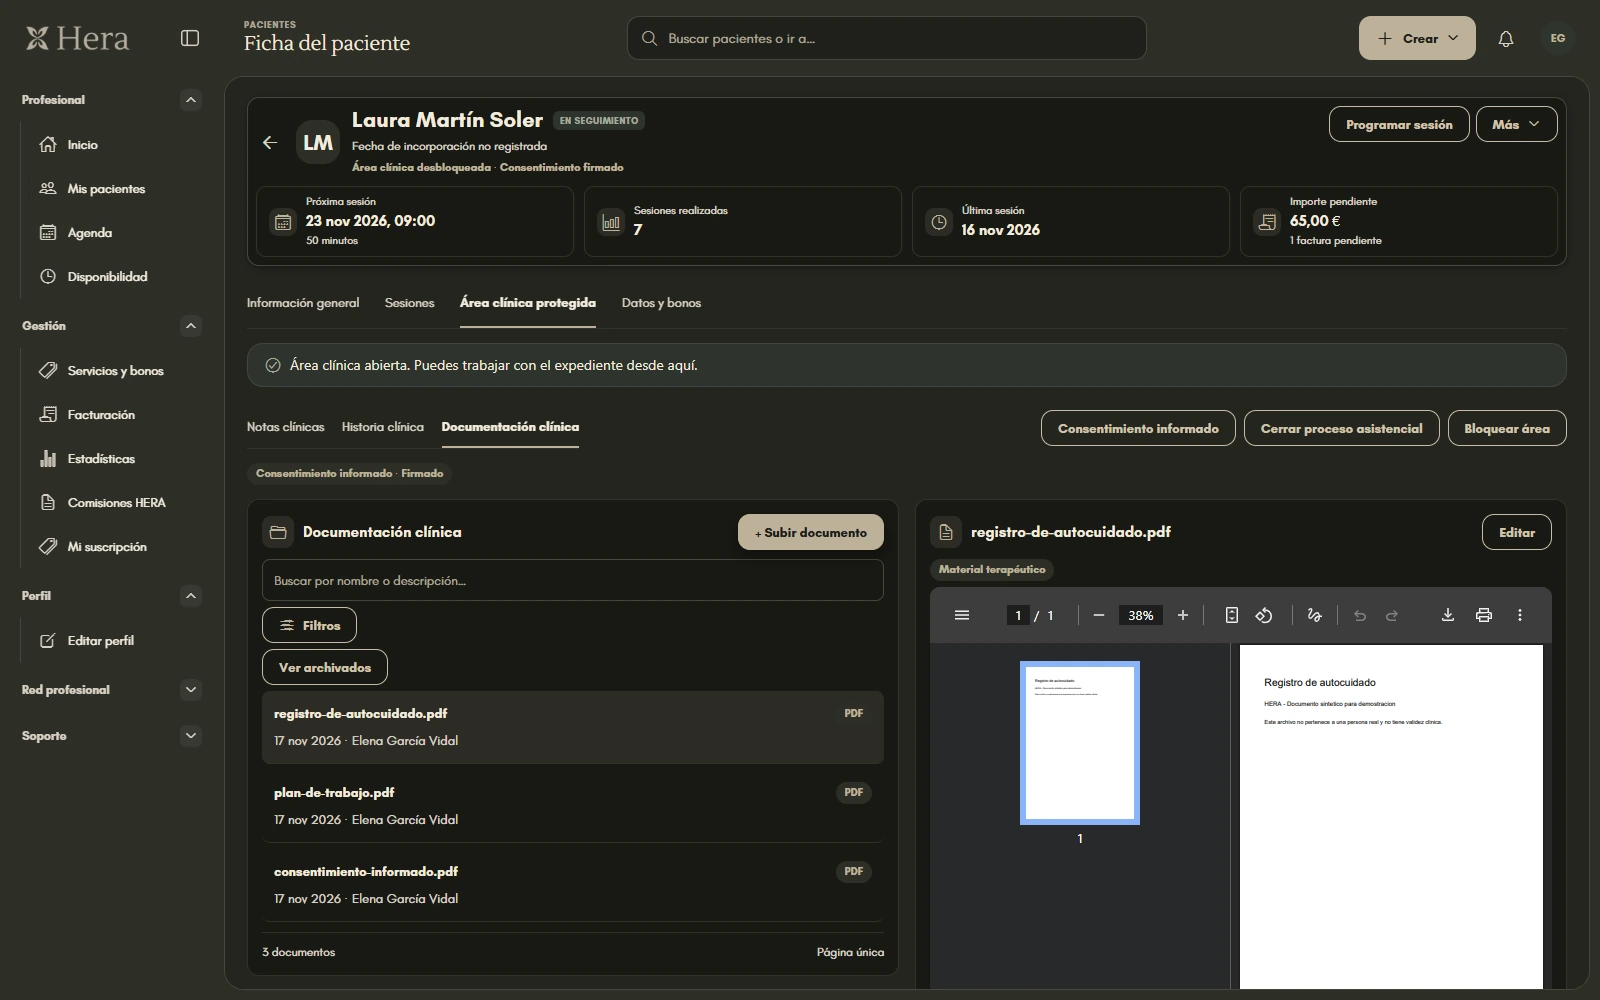 Hera
PACIENTES
Ficha del paciente
Buscar pacientes o ir a...
Crear
EG
Profesional
Inicio
Mis pacientes
Agenda
Disponibilidad
Gestión
Servicios y bonos
Facturación
Estadísticas
Comisiones HERA
Mi suscripción
Perfil
Editar perfil
Red profesional
Soporte
LM
Laura Martín Soler
EN SEGUIMIENTO
Fecha de incorporación no registrada
Área clínica desbloqueada · Consentimiento firmado
Programar sesión
Más
Próxima sesión
23 nov 2026, 09:00
50 minutos
Sesiones realizadas
7
Última sesión
16 nov 2026
Importe pendiente
65,00 €
1 factura pendiente
Información general
Sesiones
Área clínica protegida
Datos y bonos
Área clínica abierta. Puedes trabajar con el expediente desde aquí.
Notas clínicas
Historia clínica
Documentación clínica
Consentimiento informado
Cerrar proceso asistencial
Bloquear área
Consentimiento informado · Firmado
Documentación clínica
+ Subir documento
Buscar por nombre o descripción...
Filtros
Ver archivados
registro-de-autocuidado.pdf
PDF
17 nov 2026 · Elena García Vidal
plan-de-trabajo.pdf
PDF
17 nov 2026 · Elena García Vidal
consentimiento-informado.pdf
PDF
17 nov 2026 · Elena García Vidal
3 documentos
Página única
registro-de-autocuidado.pdf
Editar
Material terapéutico
1 / 1
38%
Registro de autocuidado
1
Registro de autocuidado
HERA - Documento sintetico para demostracion
Este archivo no pertenece a una persona real y no tiene validez clinica.